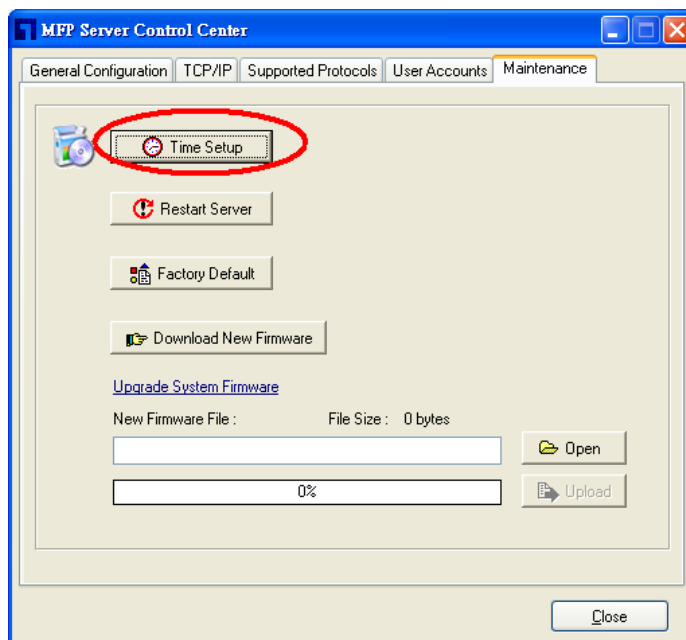 MFP Server Control Center
General Configuration TCP/IP Supported Protocols User Accounts Maintenance
Time Setup
Restart Server
Factory Default
Download New Firmware
Upgrade System Firmware
New Firmware File : File Size : 0 bytes
Open
0% Upload
Close